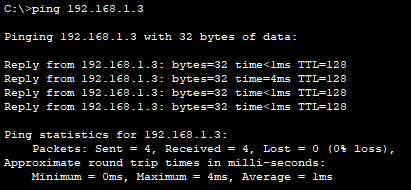 C:\>ping 192.168.1.3
Pinging 192.168.1.3 with 32 bytes of data:
Reply from 192.168.1.3: bytes=32 time<1ms TTL=128
Reply from 192.168.1.3: bytes=32 time=4ms TTL=128
Reply from 192.168.1.3: bytes=32 time<1ms TTL=128
Reply from 192.168.1.3: bytes=32 time<1ms TTL=128
Ping statistics for 192.168.1.3:
    Packets: Sent = 4, Received = 4, Lost = 0 (0% loss),
Approximate round trip times in milli-seconds:
    Minimum = 0ms, Maximum = 4ms, Average = 1ms